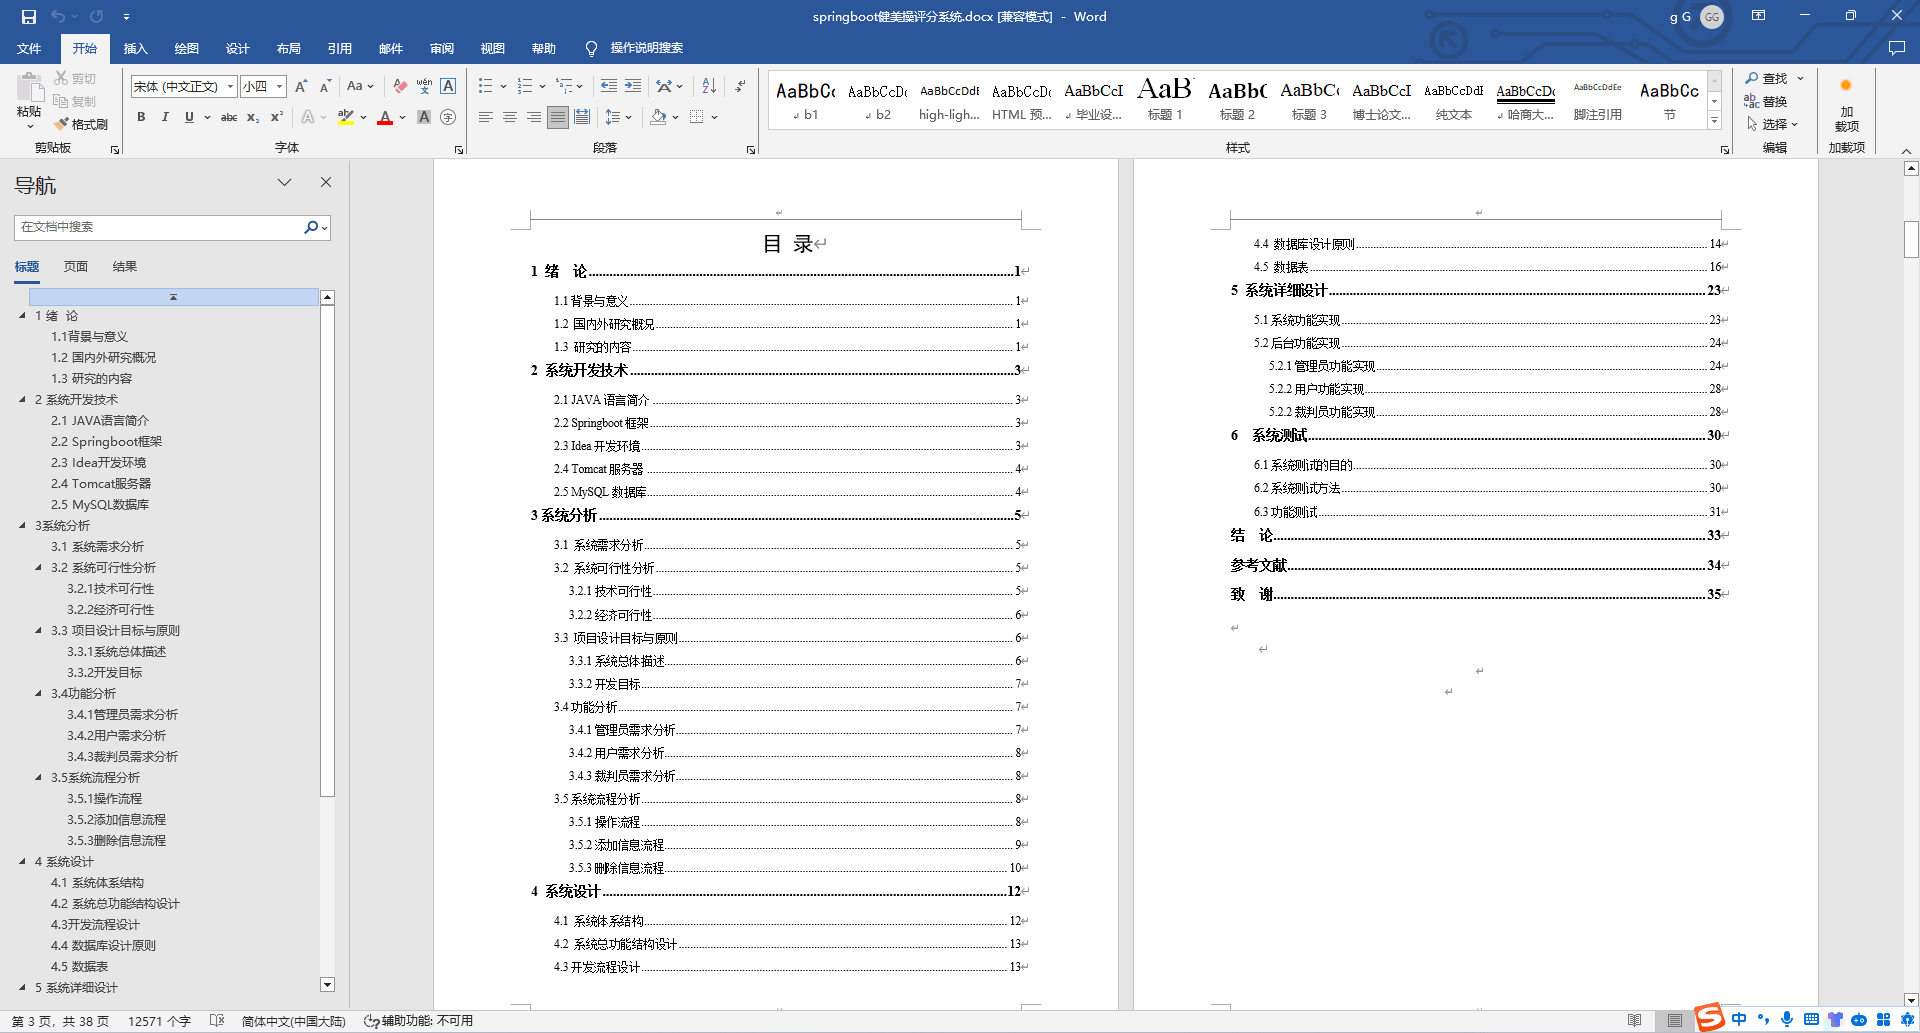 springboot健美操评分系统.docx [兼容模式] - Word
g G GG
文件 开始 插入 绘图 设计 布局 引用 邮件 审阅 视图 帮助 操作说明搜索
粘贴 剪切 复制 格式刷 剪贴板
宋体 (中文正文) 小四 Aa wén 文 A
B I U abc x₂ x² A ab A A 字 字体
段落
AaBbCc AaBbCcDc AaBbCcDdE AaBbCcDc AaBbCcI AaB AaBbC AaBbC AaBbCcI AaBbCcDdE AaBbCcDc AaBbCcDdEe AaBbCc
b1 b2 high-ligh... HTML 预... 毕业设... 标题 1 标题 2 标题 3 博士论文... 纯文本 哈商大... 脚注引用 节
样式
查找 替换 选择 编辑
加载项 加载项
导航
在文档中搜索
标题 页面 结果
1 绪 论
1.1背景与意义
1.2 国内外研究概况
1.3 研究的内容
2 系统开发技术
2.1 JAVA语言简介
2.2 Springboot框架
2.3 Idea开发环境
2.4 Tomcat服务器
2.5 MySQL数据库
3系统分析
3.1 系统需求分析
3.2 系统可行性分析
3.2.1技术可行性
3.2.2经济可行性
3.3 项目设计目标与原则
3.3.1系统总体描述
3.3.2开发目标
3.4功能分析
3.4.1管理员需求分析
3.4.2用户需求分析
3.4.3裁判员需求分析
3.5系统流程分析
3.5.1操作流程
3.5.2添加信息流程
3.5.3删除信息流程
4 系统设计
4.1 系统体系结构
4.2 系统总功能结构设计
4.3开发流程设计
4.4 数据库设计原则
4.5 数据表
5 系统详细设计
目 录
1 绪 论 1
1.1 背景与意义 1
1.2 国内外研究概况 1
1.3 研究的内容 1
2 系统开发技术 3
2.1 JAVA 语言简介 3
2.2 Springboot 框架 3
2.3 Idea 开发环境 3
2.4 Tomcat 服务器 4
2.5 MySQL 数据库 4
3 系统分析 5
3.1 系统需求分析 5
3.2 系统可行性分析 5
3.2.1 技术可行性 5
3.2.2 经济可行性 6
3.3 项目设计目标与原则 6
3.3.1 系统总体描述 6
3.3.2 开发目标 7
3.4 功能分析 7
3.4.1 管理员需求分析 7
3.4.2 用户需求分析 8
3.4.3 裁判员需求分析 8
3.5 系统流程分析 8
3.5.1 操作流程 8
3.5.2 添加信息流程 9
3.5.3 删除信息流程 10
4 系统设计 12
4.1 系统体系结构 12
4.2 系统总功能结构设计 13
4.3 开发流程设计 13
4.4 数据库设计原则 14
4.5 数据表 16
5 系统详细设计 23
5.1 系统功能实现 23
5.2 后台功能实现 24
5.2.1 管理员功能实现 24
5.2.2 用户功能实现 28
5.2.2 裁判员功能实现 28
6 系统测试 30
6.1 系统测试的目的 30
6.2 系统测试方法 30
6.3 功能测试 31
结 论 33
参考文献 34
致 谢 35
第 3 页，共 38 页 12571 个字 简体中文(中国大陆) 辅助功能: 不可用
S 中